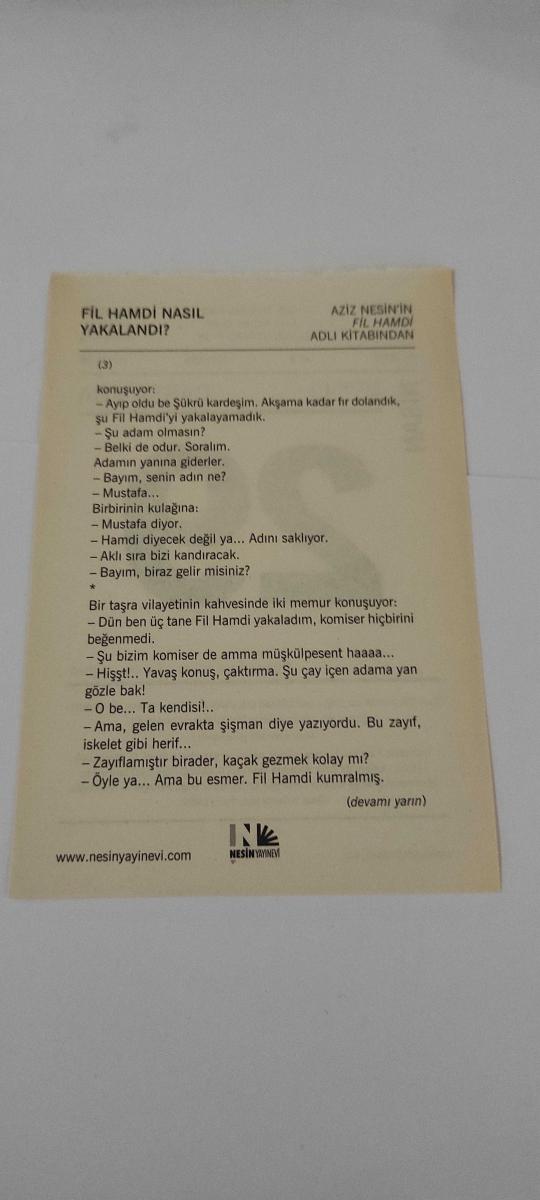 FİL HAMDİ NASIL
YAKALANDI?
AZİZ NESİN'İN
FİL HAMDİ
ADLI KİTABINDAN
(3)
konuşuyor:
– Ayıp oldu be Şükrü kardeşim. Akşama kadar fır dolandık,
şu Fil Hamdi'yi yakalayamadık.
– Şu adam olmasın?
– Belki de odur. Soralım.
Adamın yanına giderler.
– Bayım, senin adın ne?
– Mustafa...
Birbirinin kulağına:
– Mustafa diyor.
– Hamdi diyecek değil ya... Adını saklıyor.
– Aklı sıra bizi kandıracak.
– Bayım, biraz gelir misiniz?
*
Bir taşra vilayetinin kahvesinde iki memur konuşuyor:
– Dün ben üç tane Fil Hamdi yakaladım, komiser hiçbirini
beğenmedi.
– Şu bizim komiser de amma müşkülpesent haaaa...
– Hişşt!.. Yavaş konuş, çaktırma. Şu çay içen adama yan
gözle bak!
– O be... Ta kendisi!..
– Ama, gelen evrakta şişman diye yazıyordu. Bu zayıf,
iskelet gibi herif...
– Zayıflamıştır birader, kaçak gezmek kolay mı?
– Öyle ya... Ama bu esmer. Fil Hamdi kumralmış.
(devamı yarın)
www.nesinyayinevi.com
NESİN YAYINEVİ